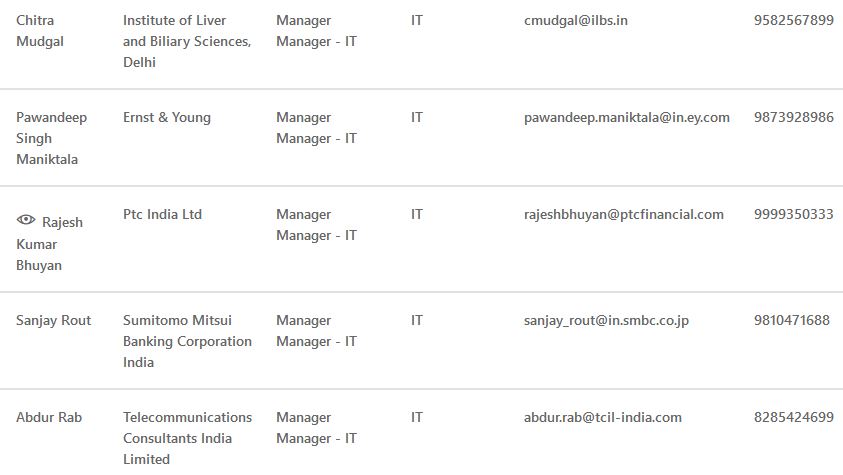 Chitra Mudgal
Institute of Liver and Biliary Sciences, Delhi
Manager
Manager - IT
IT
cmudgal@ilbs.in
9582567899
Pawandeep Singh Maniktala
Ernst & Young
Manager
Manager - IT
IT
pawandeep.maniktala@in.ey.com
9873928986
Rajesh Kumar Bhuyan
Ptc India Ltd
Manager
Manager - IT
IT
rajeshbhuyan@ptcfinancial.com
9999350333
Sanjay Rout
Sumitomo Mitsui Banking Corporation India
Manager
Manager - IT
IT
sanjay_rout@in.smbc.co.jp
9810471688
Abdur Rab
Telecommunications Consultants India Limited
Manager
Manager - IT
IT
abdur.rab@tcil-india.com
8285424699